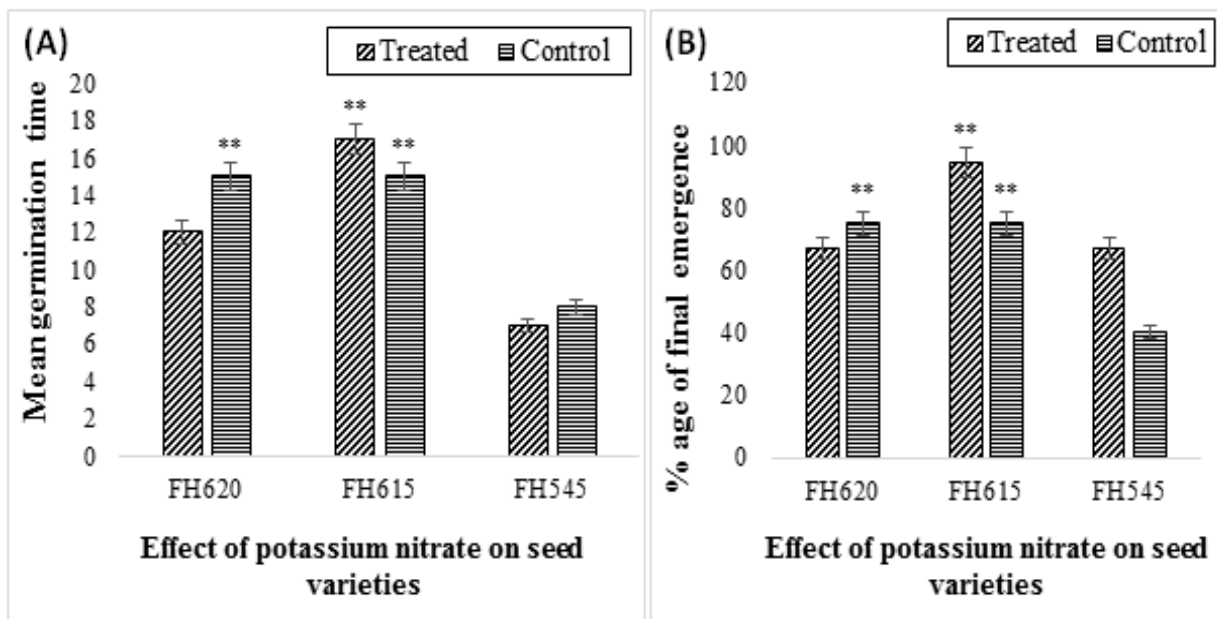 (A)
Treated Control
Mean germination time
20
18
16
14
12
10
8
6
4
2
0
**
**
**
FH620 FH615 FH545
Effect of potassium nitrate on seed
varieties
(B)
Treated Control
% age of final emergence
120
100
80
60
40
20
0
**
**
**
FH620 FH615 FH545
Effect of potassium nitrate on seed
varieties